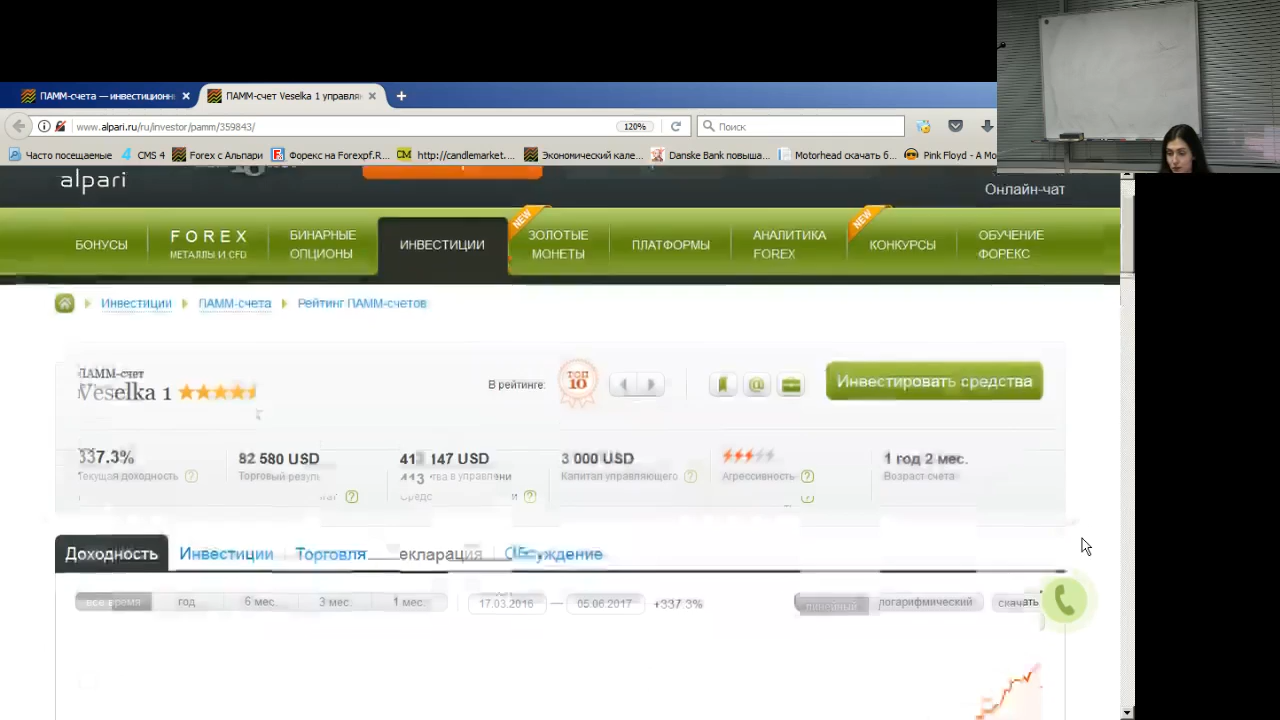 ПАММ-счета — инвестиционн
ПАММ-счет Veselka 1 управля
www.alpari.ru/ru/investor/pamm/359843/
120%
Поиск
Часто посещаемые
CMS 4
Forex с Альпари
Форекс на Forexpf.R...
http://candlemarket....
Экономический кале...
Danske Bank повыша...
Motorhead скачать б...
Pink Floyd - A Mo
alpari
Онлайн-чат
БОНУСЫ
FOREX
МЕТАЛЛЫ И CFD
БИНАРНЫЕ
ОПЦИОНЫ
ИНВЕСТИЦИИ
NEW
ЗОЛОТЫЕ
МОНЕТЫ
ПЛАТФОРМЫ
АНАЛИТИКА
FOREX
NEW
КОНКУРСЫ
ОБУЧЕНИЕ
ФОРЕКС
Инвестиции
ПАММ-счета
Рейтинг ПАММ-счетов
ПАММ-счет
Veselka 1
В рейтинге:
ТОП
10
Инвестировать средства
337.3%
Текущая доходность
82 580 USD
Торговый
147 USD
3 000 USD
Капитал управляющего
Агрессивность
1 год 2 мес.
Возраст счета
Доходность
Инвестиции
Торговля
екларация
все время
год
6 мес.
3 мес.
1 мес.
17.03.2016 — 05.06.2017 +337.3%
линейный
логарифмический
скачать